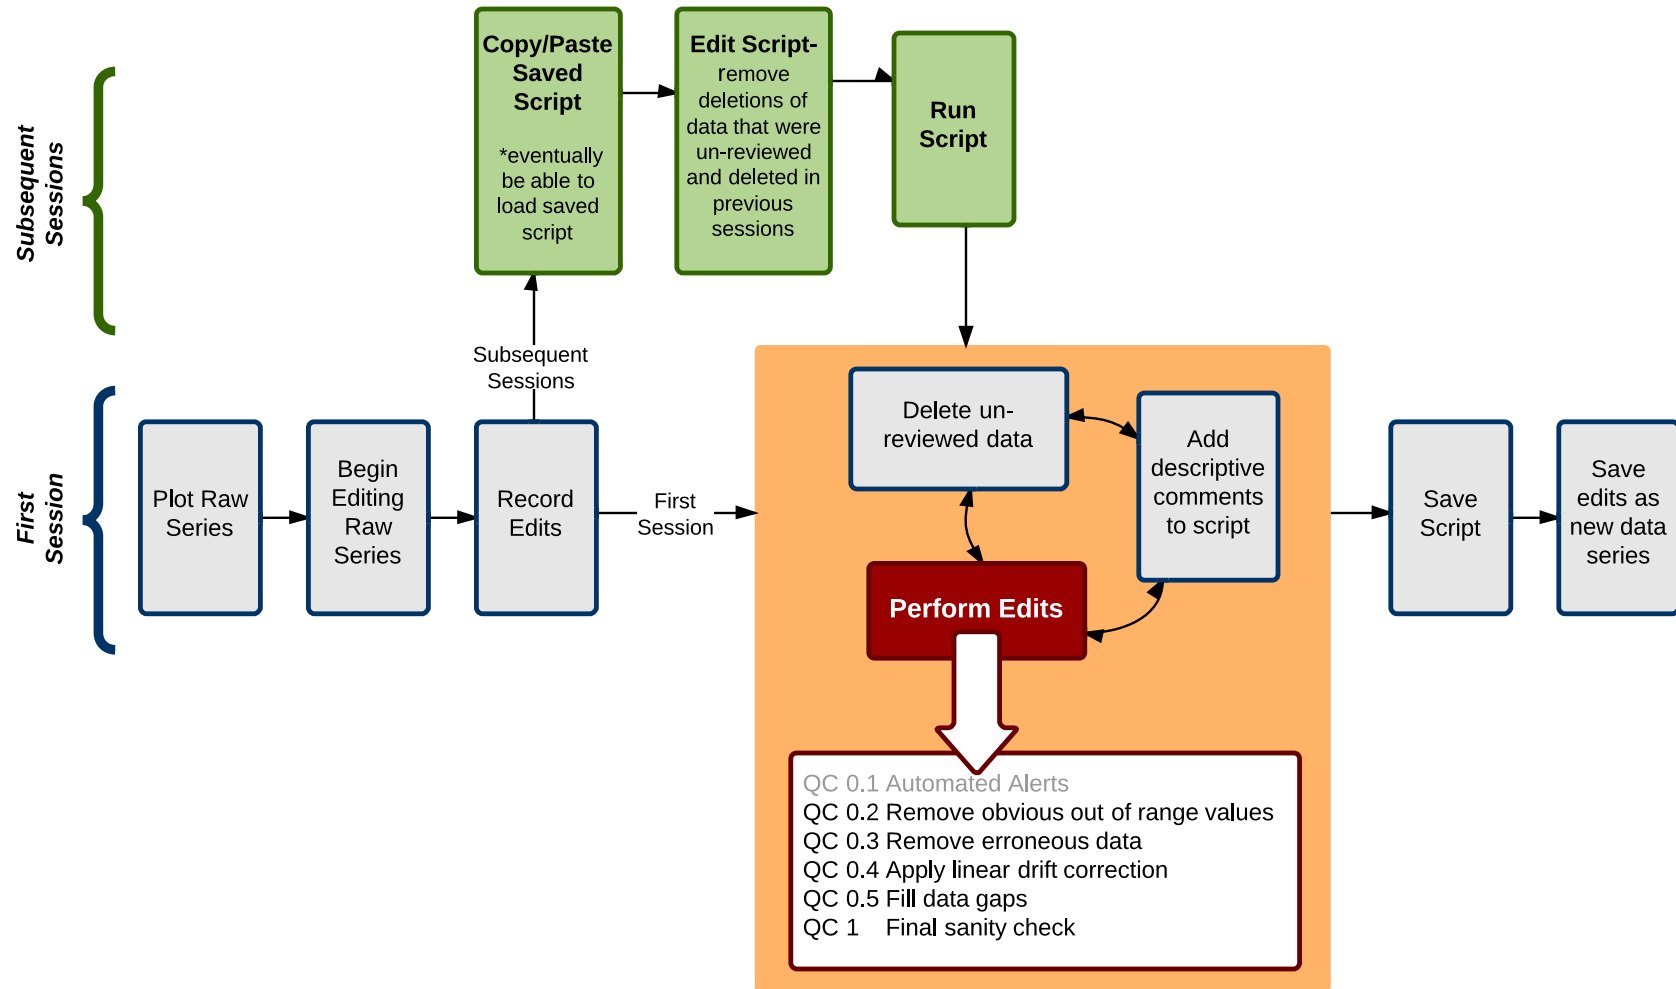 Subsequent
Sessions
Copy/Paste
Saved
Script
*eventually
be able to
load saved
script
Edit Script-
remove
deletions of
data that were
un-reviewed
and deleted in
previous
sessions
Run
Script
Subsequent
Sessions
First
Session
Plot Raw
Series
Begin
Editing
Raw
Series
Record
Edits
First
Session
Delete un-
reviewed data
Add
descriptive
comments
to script
Perform Edits
QC 0.1 Automated Alerts
QC 0.2 Remove obvious out of range values
QC 0.3 Remove erroneous data
QC 0.4 Apply linear drift correction
QC 0.5 Fill data gaps
QC 1 Final sanity check
Save
Script
Save
edits as
new data
series